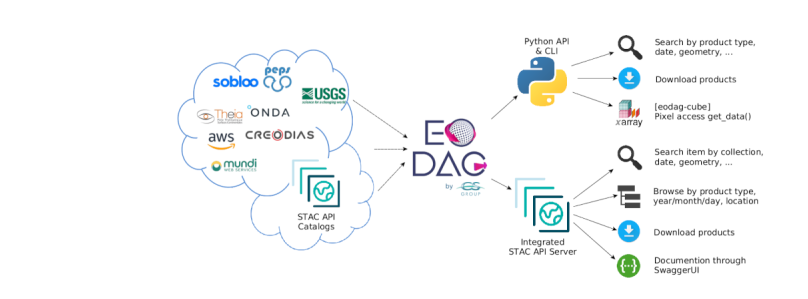 sobloo
peps
USGS
science for a changing world
Theia
ONDA
aws
CREODIAS
mundi
WEB SERVICES
STAC API
Catalogs
EO
DAG
by CS
GROUP
Python API
& CLI
Search by product type,
date, geometry, ...
Download products
xarray
[eodag-cube]
Pixel access get_data()
Integrated
STAC API Server
Search item by collection,
date, geometry, ...
Browse by product type,
year/month/day, location
Download products
{···}
Documention through
SwaggerUI